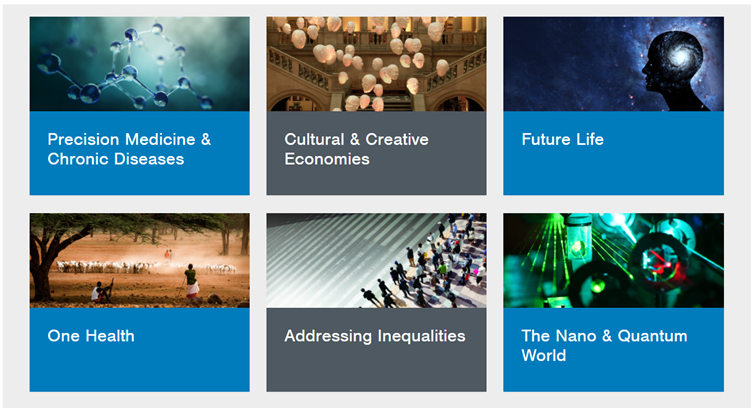 Precision Medicine &
Chronic Diseases
Cultural & Creative
Economies
Future Life
One Health
Addressing Inequalities
The Nano & Quantum
World